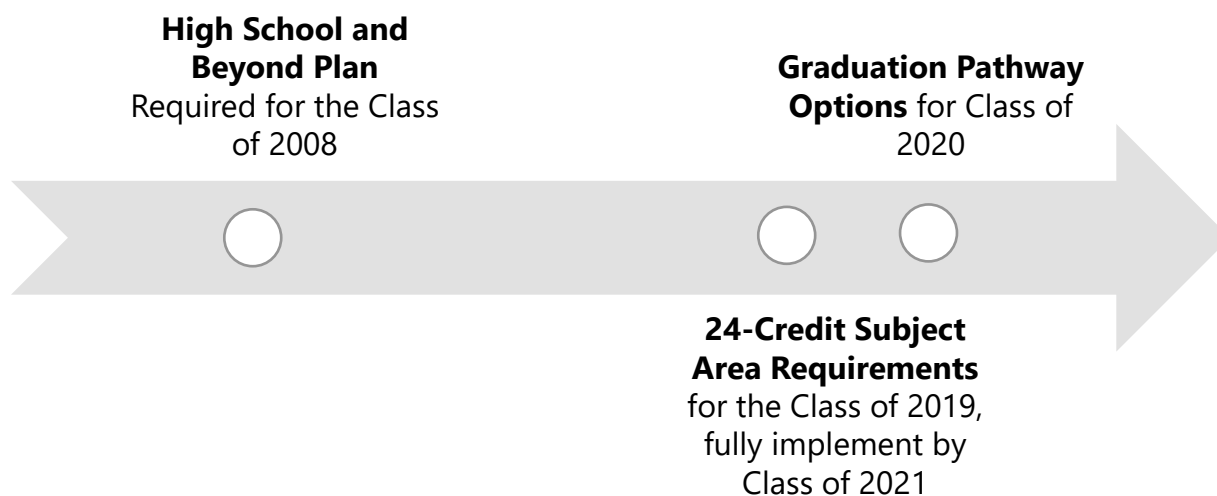 High School and
Beyond Plan
Required for the Class
of 2008
Graduation Pathway
Options for Class of
2020
24-Credit Subject
Area Requirements
for the Class of 2019,
fully implement by
Class of 2021